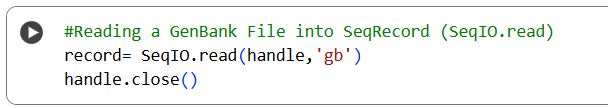 #Reading a GenBank File into SeqRecord (SeqIO.read)
record= SeqIO.read(handle,'gb')
handle.close()